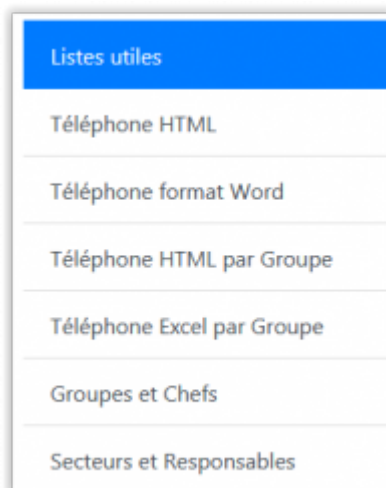 Listes utiles
Téléphone HTML
Téléphone format Word
Téléphone HTML par Groupe
Téléphone Excel par Groupe
Groupes et Chefs
Secteurs et Responsables